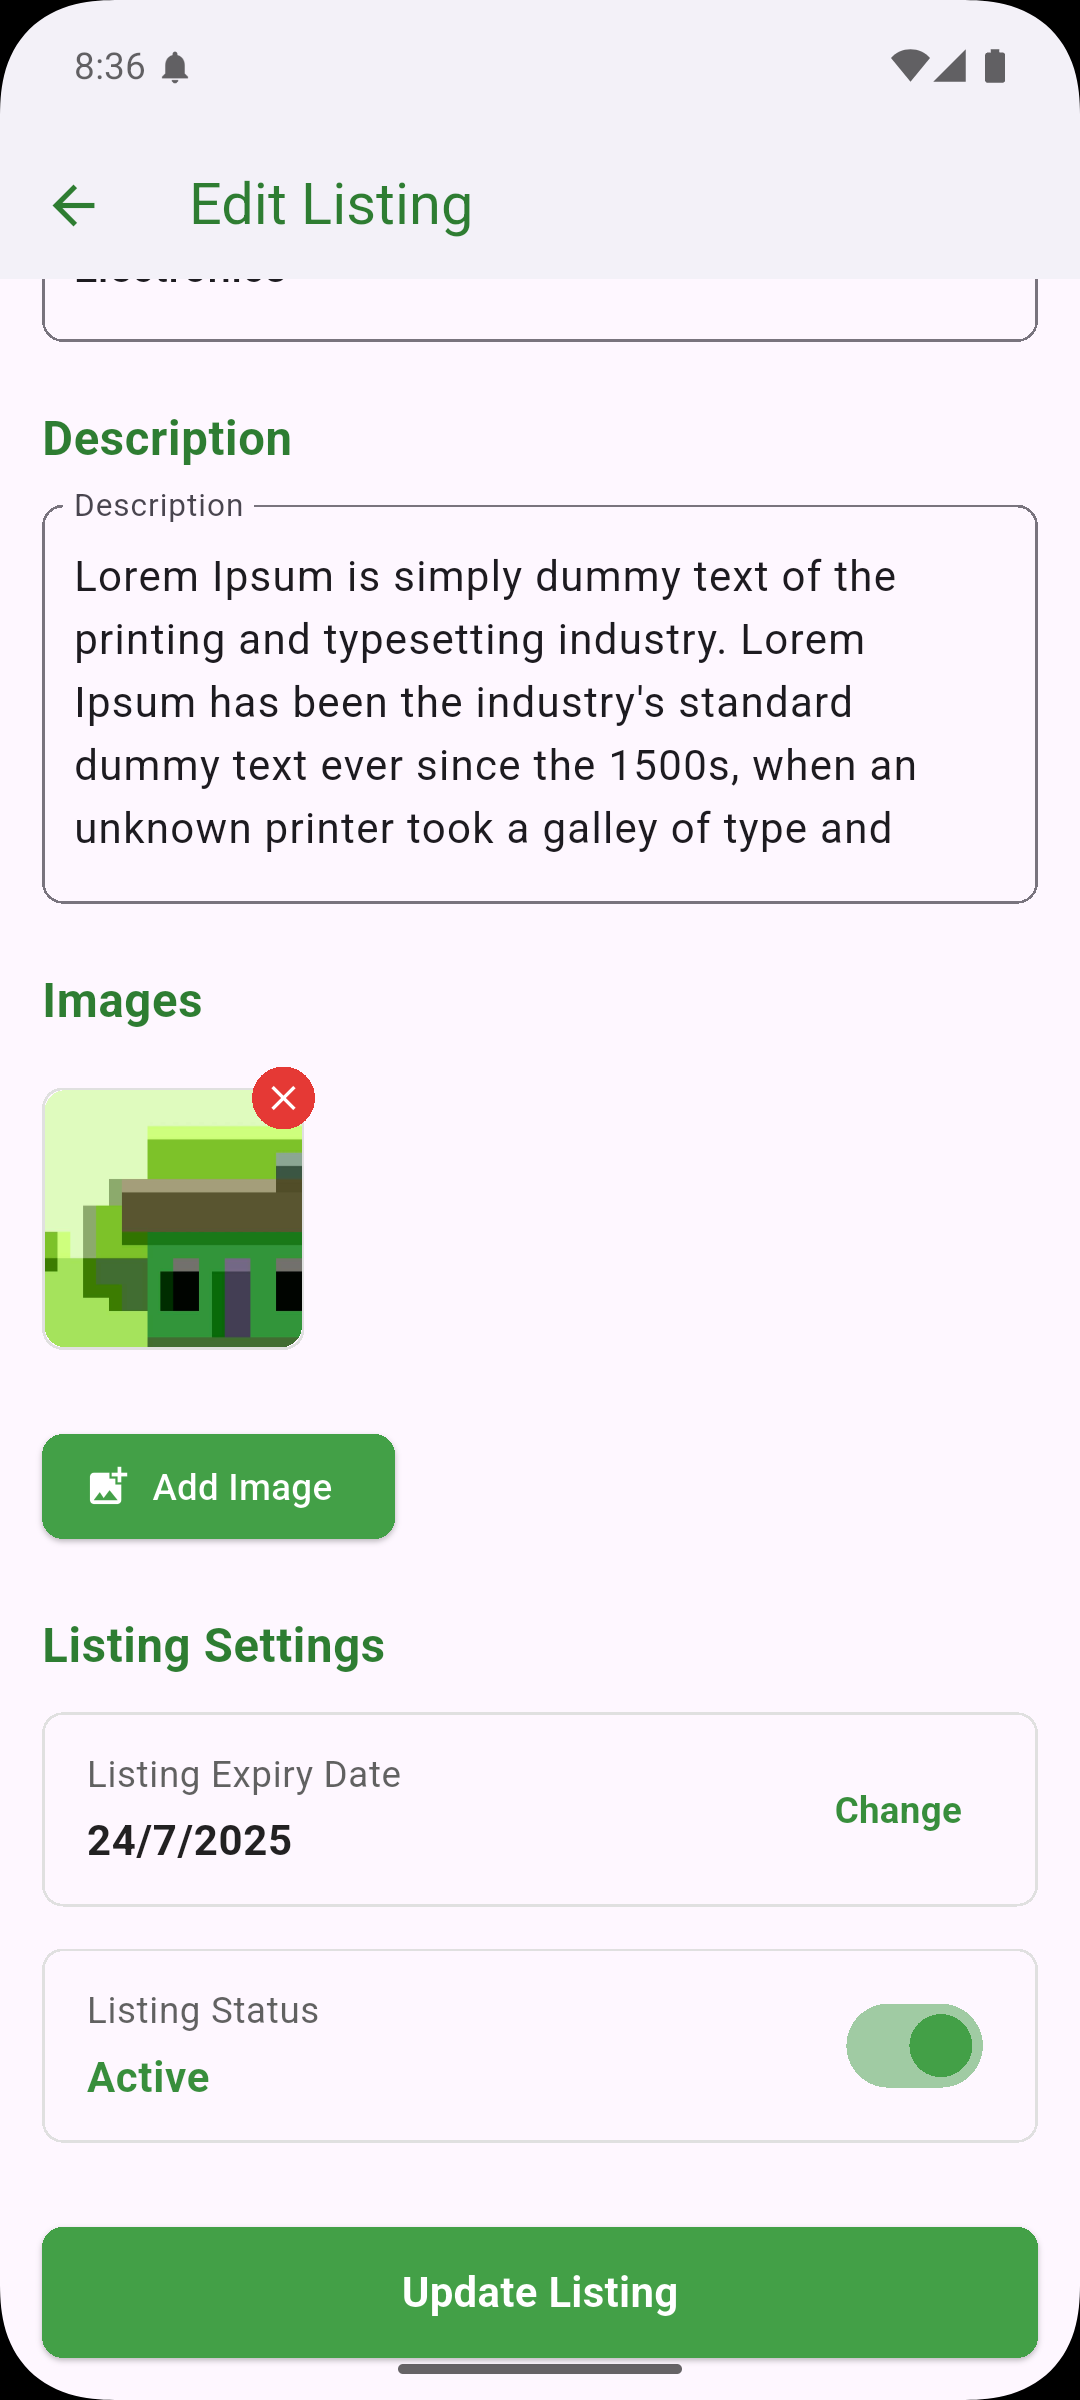 8:36
Edit Listing
Electronics
Description
Description
Lorem Ipsum is simply dummy text of the
printing and typesetting industry. Lorem
Ipsum has been the industry's standard
dummy text ever since the 1500s, when an
unknown printer took a galley of type and
Images
Add Image
Listing Settings
Listing Expiry Date
24/7/2025
Change
Listing Status
Active
Update Listing